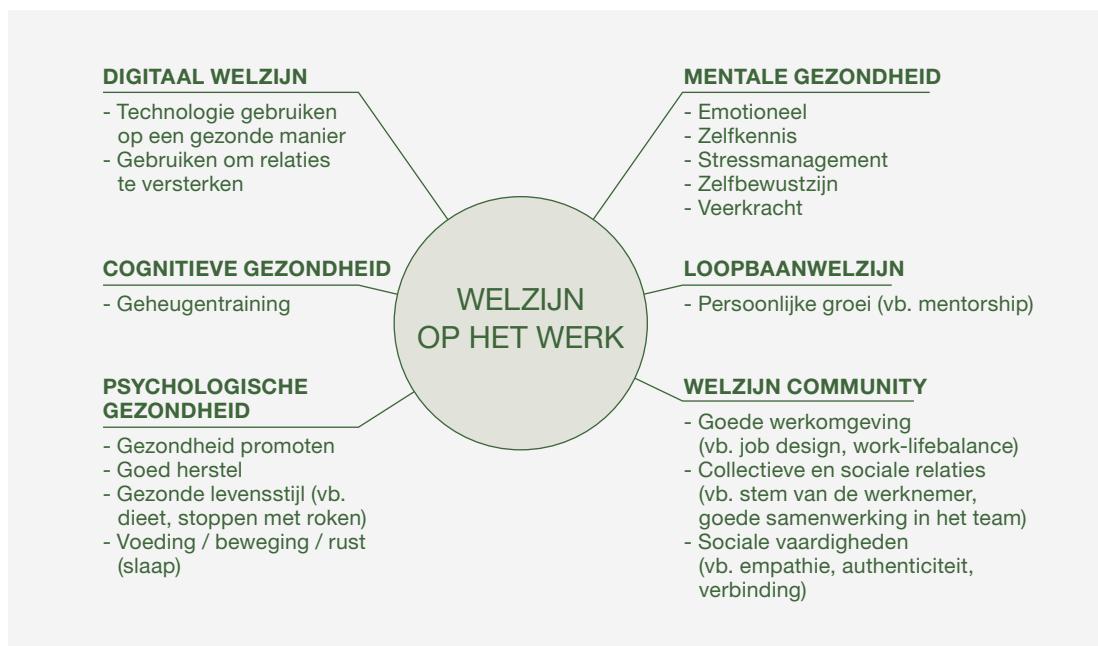 DIGITAAL WELZIJN
- Technologie gebruiken
op een gezonde manier
- Gebruiken om relaties
te versterken
COGNITIEVE GEZONDHEID
- Geheugentraining
PSYCHOLOGISCHE
GEZONDHEID
- Gezondheid promoten
- Goed herstel
- Gezonde levensstijl (vb.
dieet, stoppen met roken)
- Voeding / beweging / rust
(slaap)
WELZIJN
OP HET WERK
MENTALE GEZONDHEID
- Emotioneel
- Zelfkennis
- Stressmanagement
- Zelfbewustzijn
- Veerkracht
LOOPBAANWELZIJN
- Persoonlijke groei (vb. mentorship)
WELZIJN COMMUNITY
- Goede werkomgeving
(vb. job design, work-lifebalance)
- Collectieve en sociale relaties
(vb. stem van de werknemer,
goede samenwerking in het team)
- Sociale vaardigheden
(vb. empathie, authenticiteit,
verbinding)